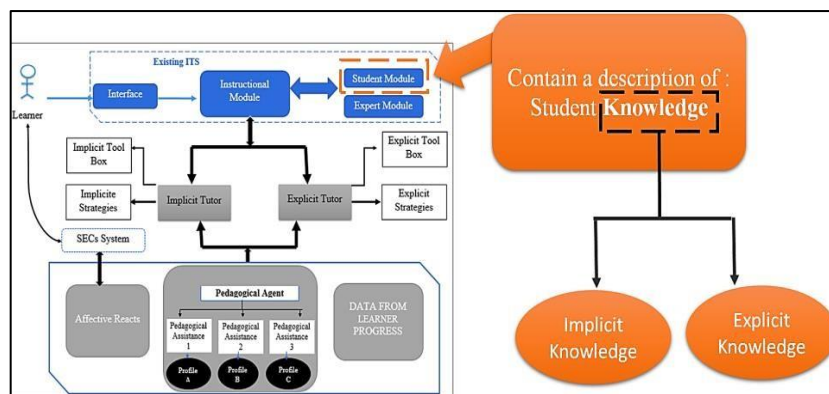 Existing ITS
Instructional
Module
Student Module
Interface
Expert Module
Learner
Implicit Tool
Box
Explicit Tool
Box
Implicit Tutor
Explicit Tutor
Implicite
Strategies
Explicit
Strategies
SECs System
Affective Reacts
Pedagogical Agent
Pedagogical
Assistance
1
Pedagogical
Assistance
2
Pedagogical
Assistance
3
Profile
A
Profile
B
Profile
C
DATA FROM
LEARNER
PROGRESS
Contain a description of :
Student Knowledge
Implicit
Knowledge
Explicit
Knowledge